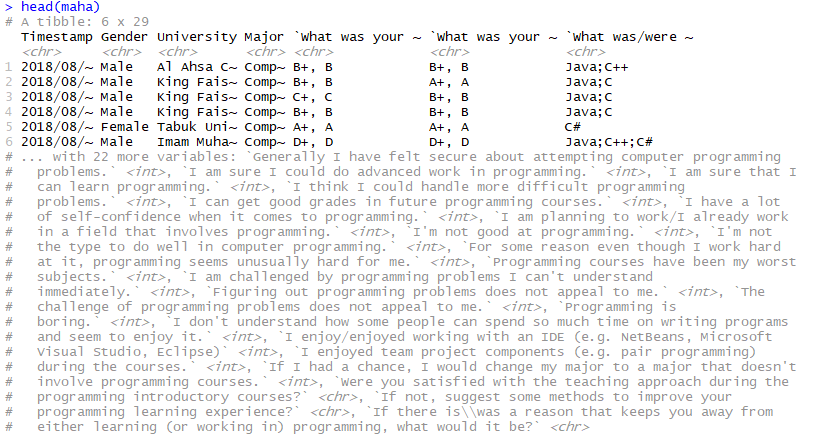 > head(maha)
# A tibble: 6 x 29
  Timestamp Gender University Major `What was your ~ `What was your ~ `What was/were ~
  <chr>     <chr>  <chr>      <chr> <chr>            <chr>            <chr>
1 2018/08/~ Male   Al Ahsa C~ Comp~ B+, B            B+, B            Java;C++
2 2018/08/~ Male   King Fais~ Comp~ B+, B            A+, A            Java;C
3 2018/08/~ Male   King Fais~ Comp~ C+, C            B+, B            Java;C
4 2018/08/~ Male   King Fais~ Comp~ B+, B            B+, B            Java;C
5 2018/08/~ Female Tabuk Uni~ Comp~ A+, A            A+, A            C#
6 2018/08/~ Male   Imam Muha~ Comp~ D+, D            D+, D            Java;C++;C#
# ... with 22 more variables: `Generally I have felt secure about attempting computer programming
#   problems.` <int>, `I am sure I could do advanced work in programming.` <int>, `I am sure that I
#   can learn programming.` <int>, `I think I could handle more difficult programming
#   problems.` <int>, `I can get good grades in future programming courses.` <int>, `I have a lot
#   of self-confidence when it comes to programming.` <int>, `I am planning to work/I already work
#   in a field that involves programming.` <int>, `I'm not good at programming.` <int>, `I'm not
#   the type to do well in computer programming.` <int>, `For some reason even though I work hard
#   at it, programming seems unusually hard for me.` <int>, `Programming courses have been my worst
#   subjects.` <int>, `I am challenged by programming problems I can't understand
#   immediately.` <int>, `Figuring out programming problems does not appeal to me.` <int>, `The
#   challenge of programming problems does not appeal to me.` <int>, `Programming is
#   boring.` <int>, `I don't understand how some people can spend so much time on writing programs
#   and seem to enjoy it.` <int>, `I enjoy/enjoyed working with an IDE (e.g. NetBeans, Microsoft
#   Visual Studio, Eclipse)` <int>, `I enjoyed team project components (e.g. pair programming)
#   during the courses.` <int>, `If I had a chance, I would change my major to a major that doesn't
#   involve programming courses.` <int>, `Were you satisfied with the teaching approach during the
#   programming introductory courses?` <chr>, `If not, suggest some methods to improve your
#   programming learning experience?` <chr>, `If there is\\was a reason that keeps you away from
#   either learning (or working in) programming, what would it be?` <chr>